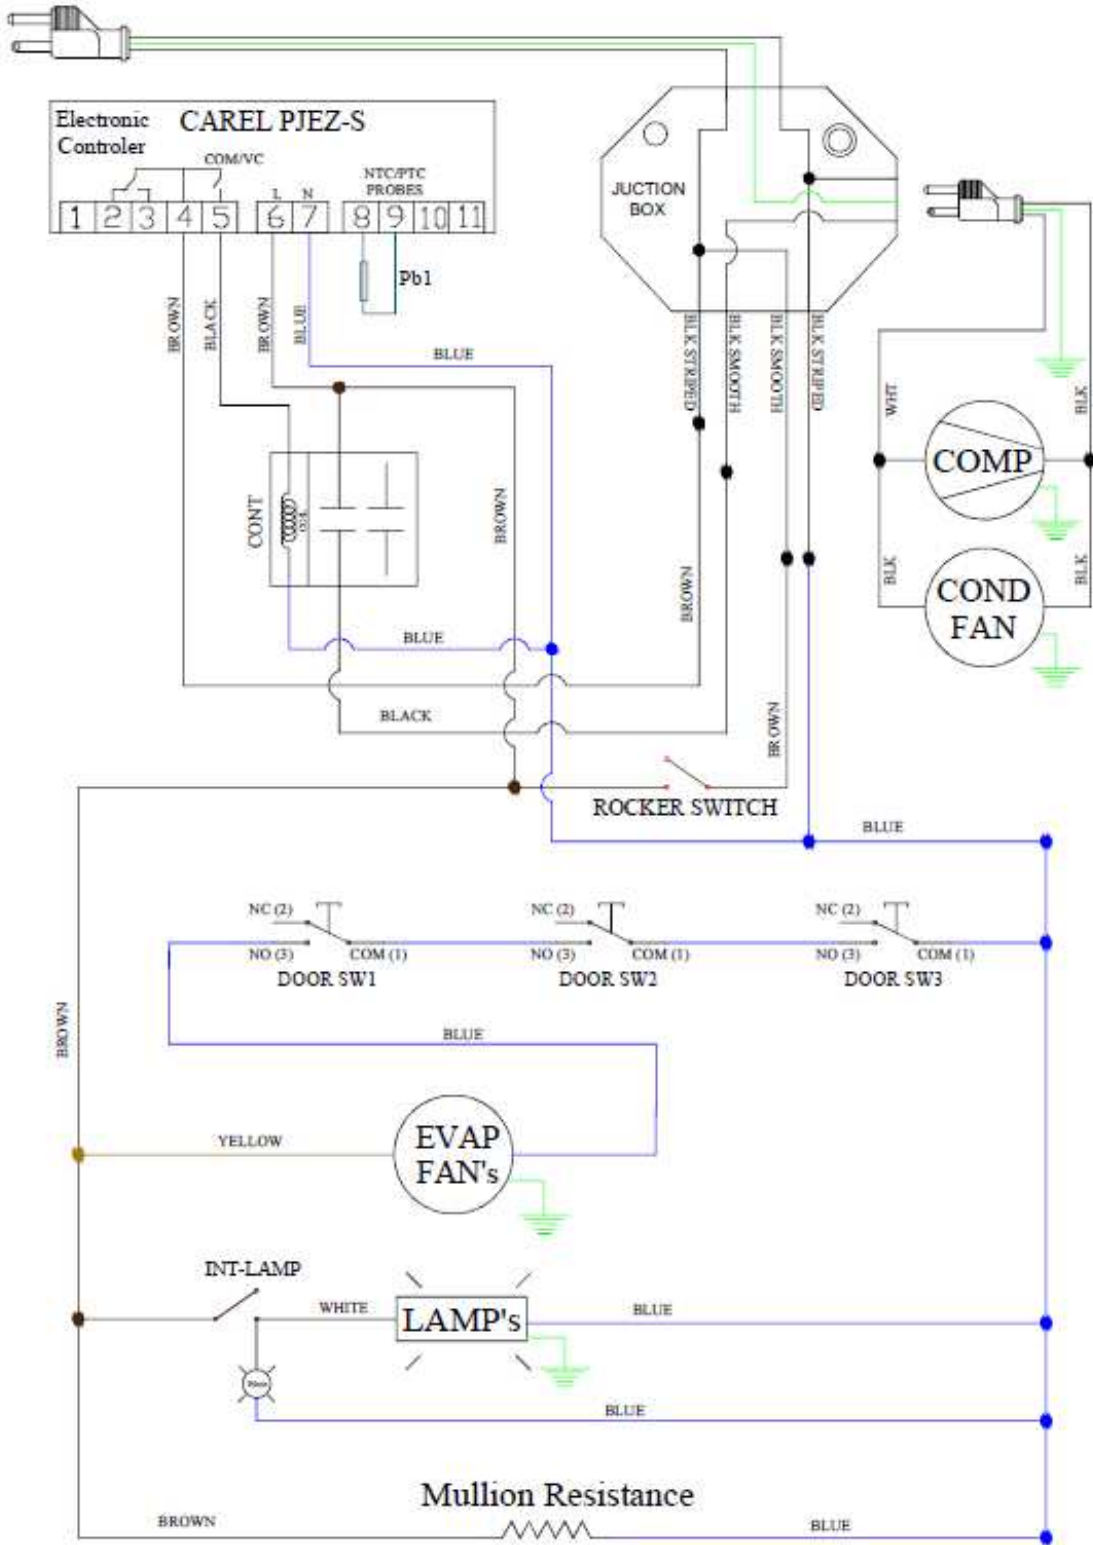 Electronic
Controler
CAREL PJEZ-S
COM/VC
L N
NTC/PTC
PROBES
1 2 3 4 5 6 7 8 9 10 11
Pb1
JUCTION
BOX
BROWN
BLACK
BROWN
BLUE
BLUE
BLK STRIPED
BLK SMOOTH
BLK SMOOTH
BLK STRIPED
WHT
BLK
COMP
CONT
BROWN
BROWN
BLK
BLK
COND
FAN
BLUE
BLACK
BROWN
ROCKER SWITCH
BLUE
NC (2)
NO (3)
COM (1)
DOOR SW1
NC (2)
NO (3)
COM (1)
DOOR SW2
NC (2)
NO (3)
COM (1)
DOOR SW3
BROWN
BLUE
YELLOW
EVAP
FAN's
INT-LAMP
WHITE
LAMP's
BLUE
BLUE
Mullion Resistance
BROWN
BLUE